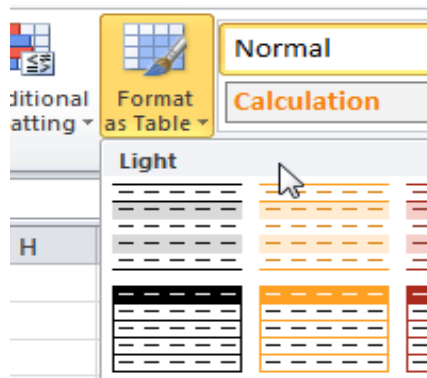 ditional
atting
Format
as Table
Normal
Calculation
Light
H